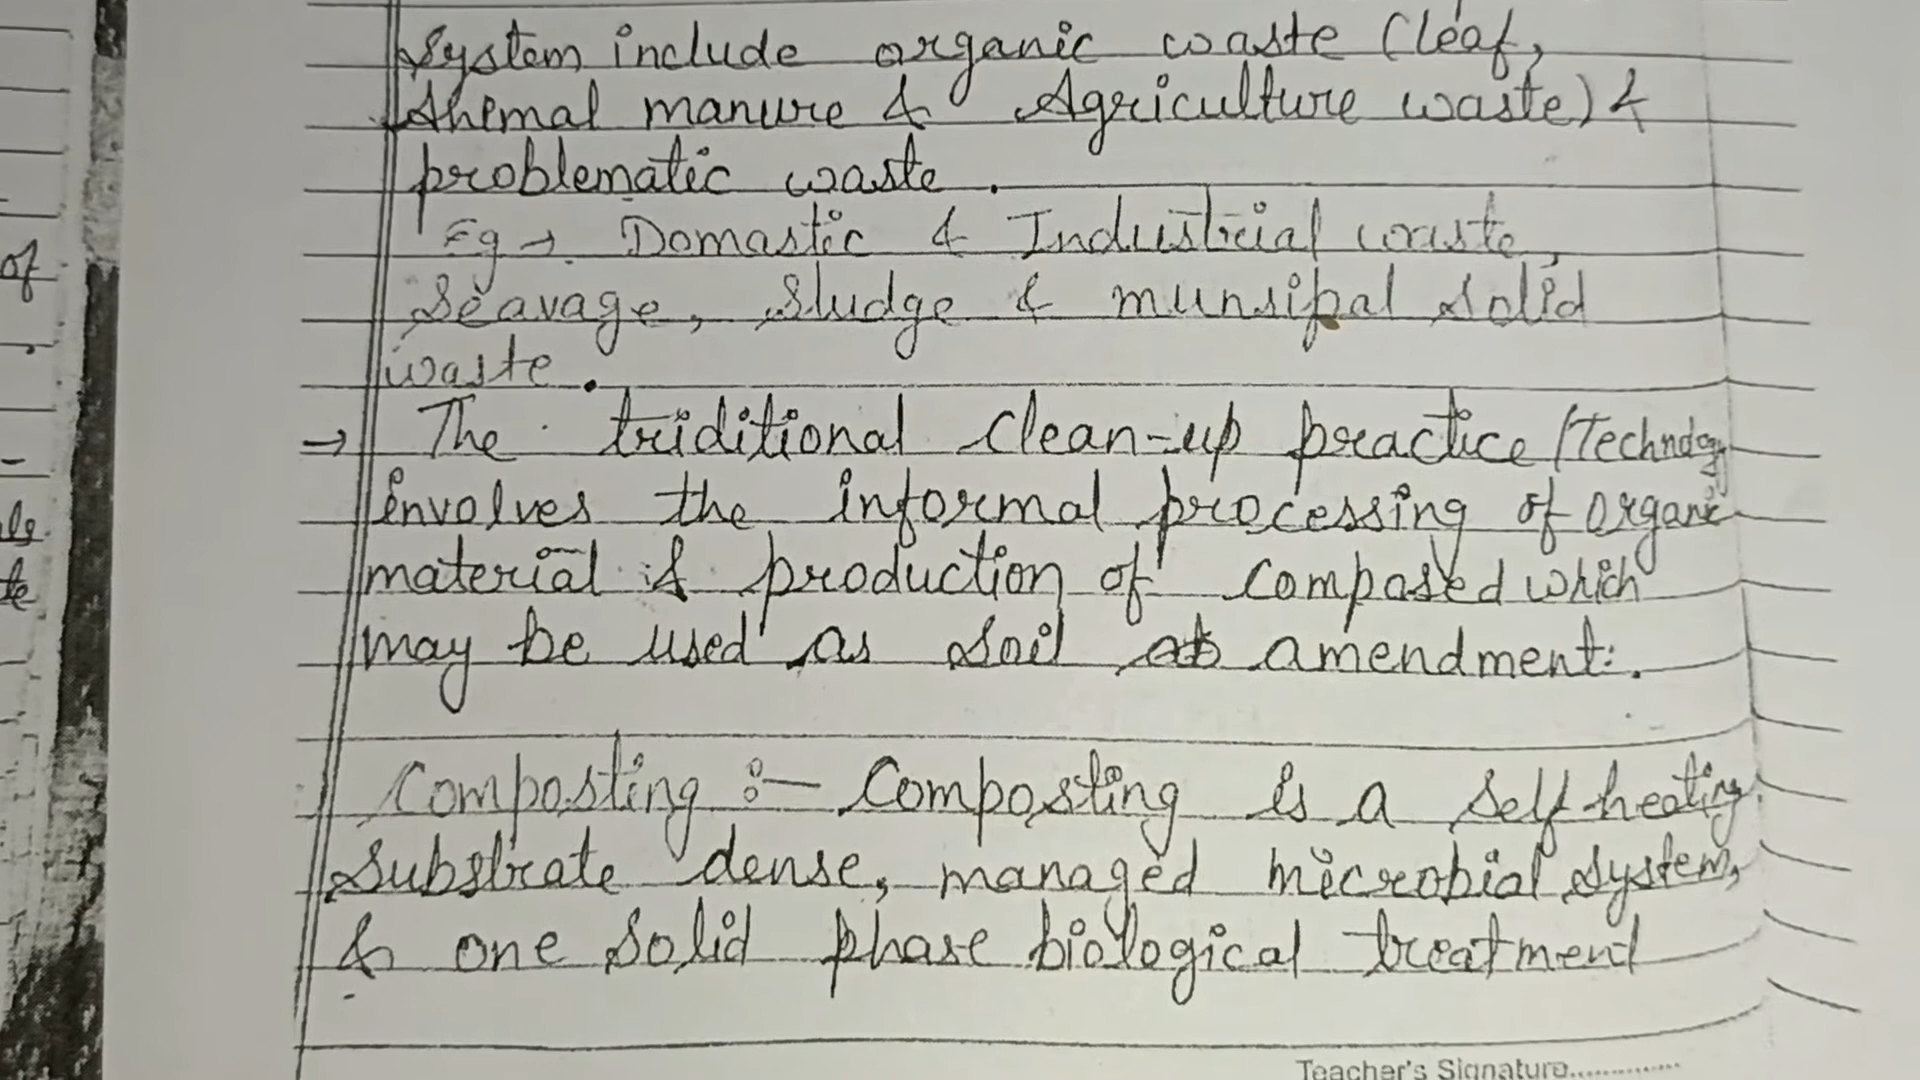 System include organic waste (leaf,
Anemal manure & Agriculture waste) &
problematic waste.
Eg → Domastic & Industrial waste,
Seavage, sludge & munsipal solid
waste.
→ The triditional clean-up practice/Technology
involves the informal processing of organic
material & production of composed which
may be used as soil amendment.
Composting :- Composting is a self heating
substrate dense, managed microbial system,
& one solid phase biological treatment
Teacher's Signature..............
of
te